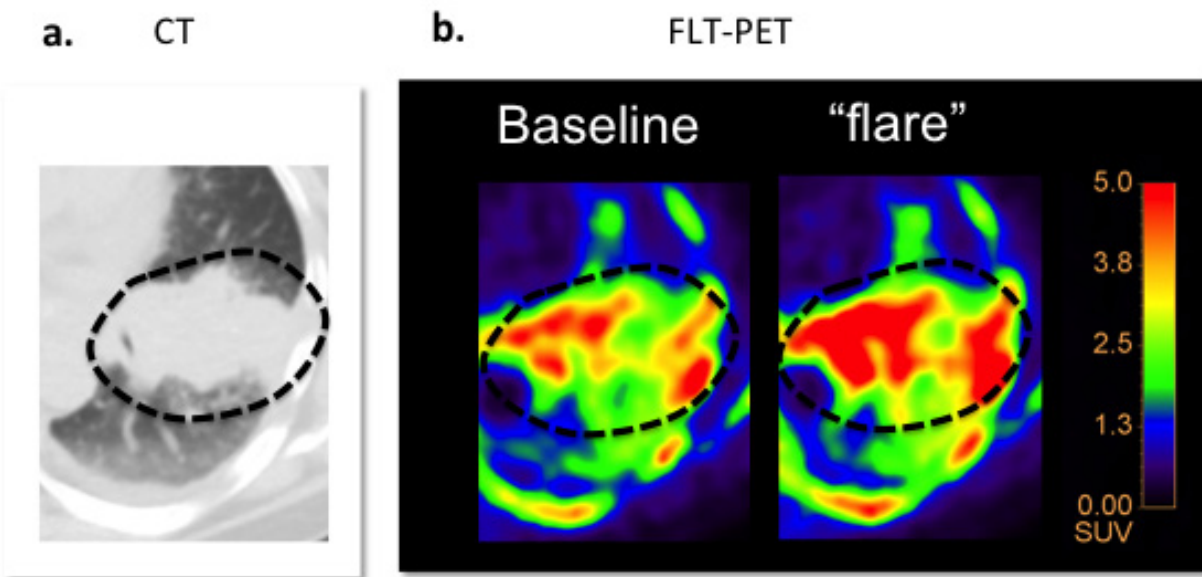 a. CT
b. FLT-PET
Baseline “flare”
5.0
3.8
2.5
1.3
0.00
SUV